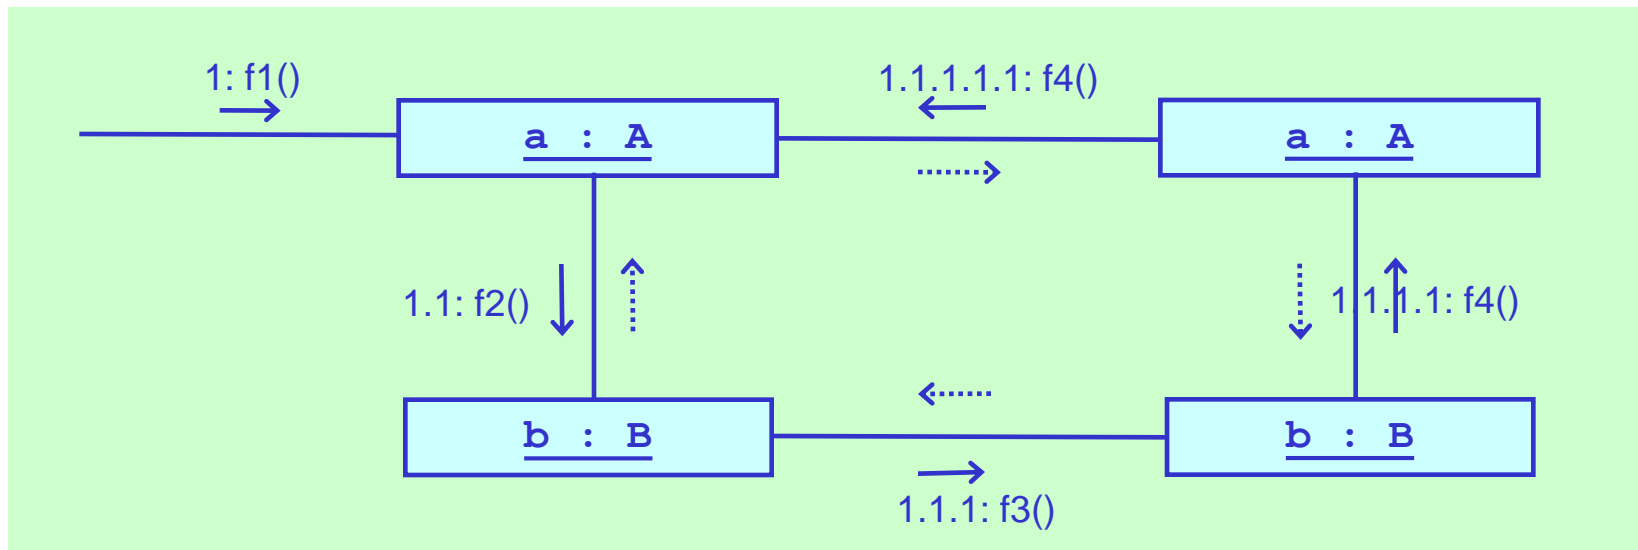 1: f1()
1.1.1.1.1: f4()
a : A
a : A
1.1: f2()
1.1.1.1: f4()
b : B
b : B
1.1.1: f3()